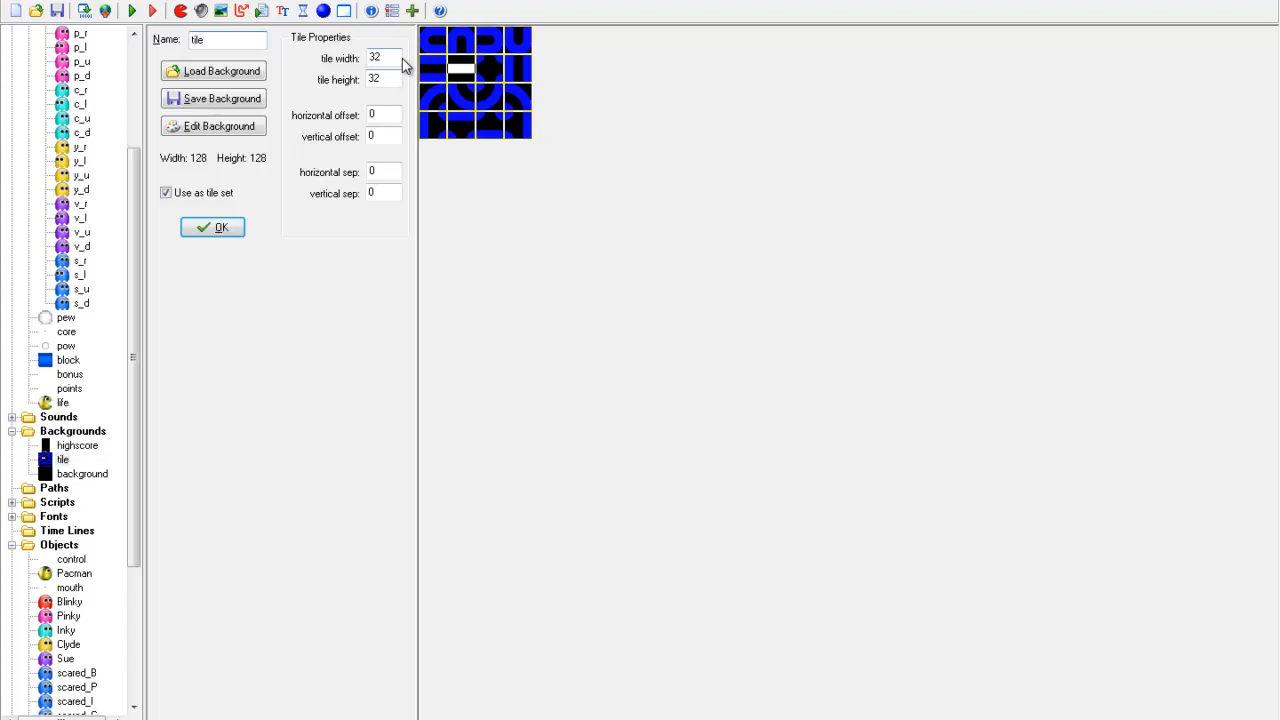 p_r
p_l
p_u
p_d
c_r
c_l
c_u
c_d
y_r
y_l
y_u
y_d
v_r
v_l
v_u
v_d
s_r
s_l
s_u
s_d
pew
core
pow
block
bonus
points
life
Sounds
Backgrounds
highscore
tile
background
Paths
Scripts
Fonts
Time Lines
Objects
control
Pacman
mouth
Blinky
Pinky
Inky
Clyde
Sue
scared_B
scared_P
scared_I
Name: tile
Load Background
Save Background
Edit Background
Width: 128 Height: 128
Use as tile set
OK
Tile Properties
tile width: 32
tile height: 32
horizontal offset: 0
vertical offset: 0
horizontal sep: 0
vertical sep: 0